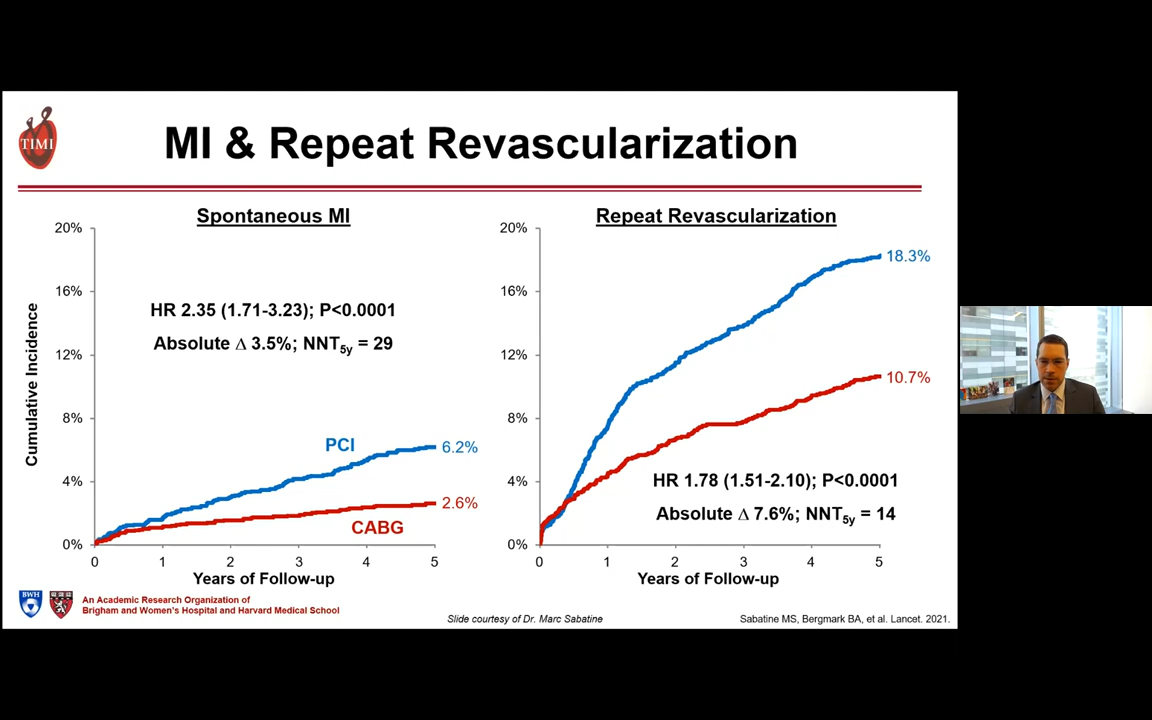 TIMI
MI & Repeat Revascularization
Spontaneous MI
20%
16%
12%
8%
4%
0%
Cumulative Incidence
HR 2.35 (1.71-3.23); P<0.0001
Absolute Δ 3.5%; NNT5y = 29
PCI
6.2%
2.6%
CABG
0 1 2 3 4 5
Years of Follow-up
Repeat Revascularization
20%
16%
12%
8%
4%
0%
18.3%
10.7%
HR 1.78 (1.51-2.10); P<0.0001
Absolute Δ 7.6%; NNT5y = 14
0 1 2 3 4 5
Years of Follow-up
BWH
An Academic Research Organization of
Brigham and Women's Hospital and Harvard Medical School
Slide courtesy of Dr. Marc Sabatine
Sabatine MS, Bergmark BA, et al. Lancet. 2021.